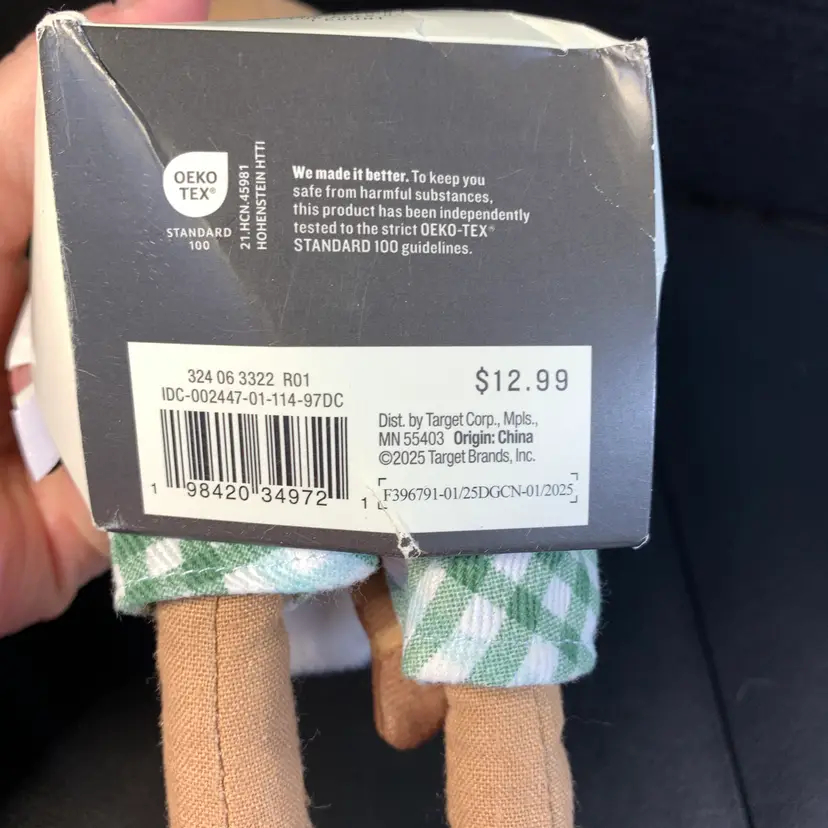 OEKO
TEX®
STANDARD
100
21.HCN.45981
HOHENSTEIN HTTI
We made it better. To keep you
safe from harmful substances,
this product has been independently
tested to the strict OEKO-TEX®
STANDARD 100 guidelines.
324 06 3322 R01
IDC-002447-01-114-97DC
$12.99
Dist. by Target Corp., Mpls.,
MN 55403 Origin: China
©2025 Target Brands, Inc.
1 98420 34972 1
F396791-01/25DGCN-01/2025